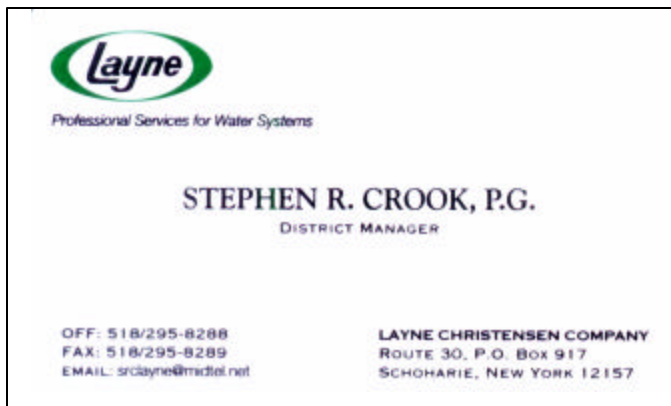 Layne
Professional Services for Water Systems
STEPHEN R. CROOK, P.G.
DISTRICT MANAGER
OFF: 518/295-8288
FAX: 518/295-8289
EMAIL: srclayne@midtel.net
LAYNE CHRISTENSEN COMPANY
ROUTE 30, P.O. BOX 917
SCHOHARIE, NEW YORK 12157